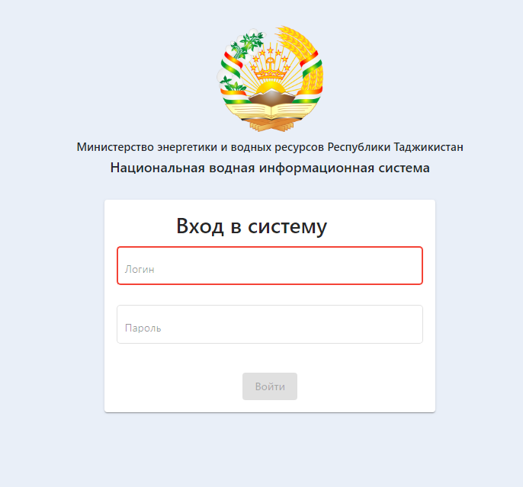 Министерство энергетики и водных ресурсов Республики Таджикистан
Национальная водная информационная система
Вход в систему
Логин
Пароль
Войти